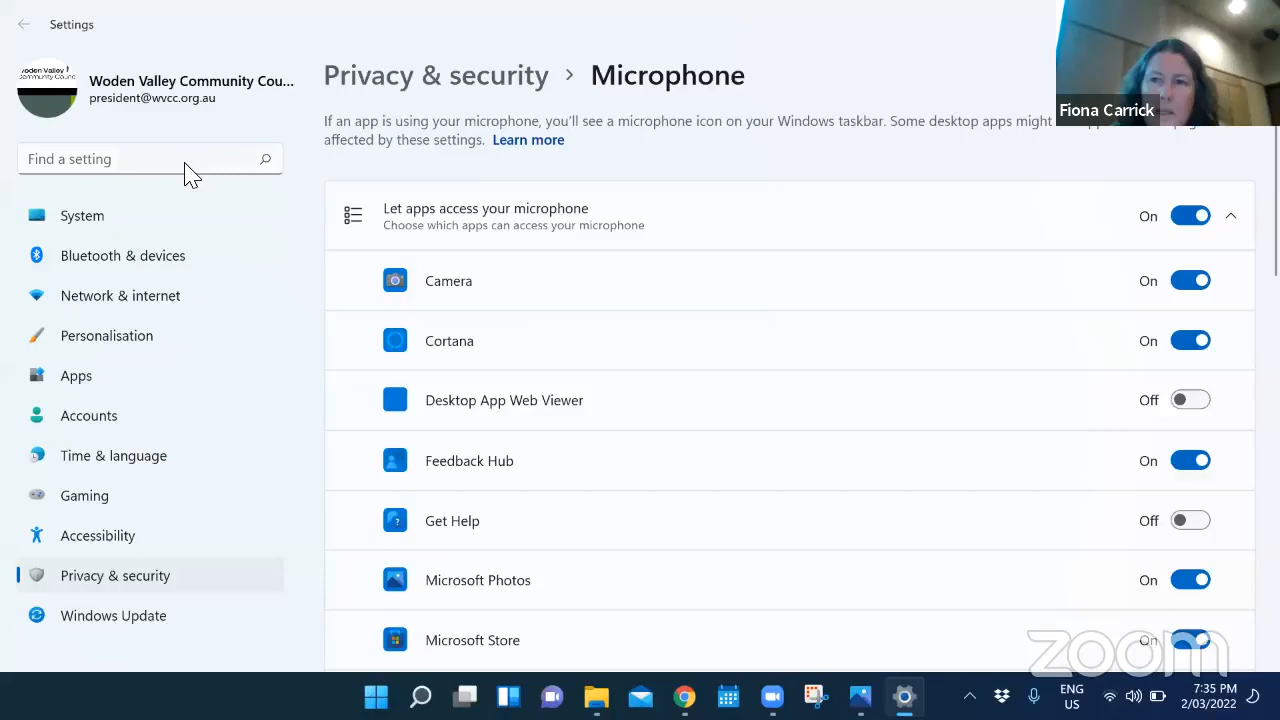 Settings
Woden Valley Community Cou...
president@wvcc.org.au
Find a setting
System
Bluetooth & devices
Network & internet
Personalisation
Apps
Accounts
Time & language
Gaming
Accessibility
Privacy & security
Windows Update
Privacy & security > Microphone
If an app is using your microphone, you'll see a microphone icon on your Windows taskbar. Some desktop apps might
affected by these settings. Learn more
Let apps access your microphone
Choose which apps can access your microphone
On
Camera
On
Cortana
On
Desktop App Web Viewer
Off
Feedback Hub
On
Get Help
Off
Microsoft Photos
On
Microsoft Store
On
Fiona Carrick
zoom
ENG
US
7:35 PM
2/03/2022